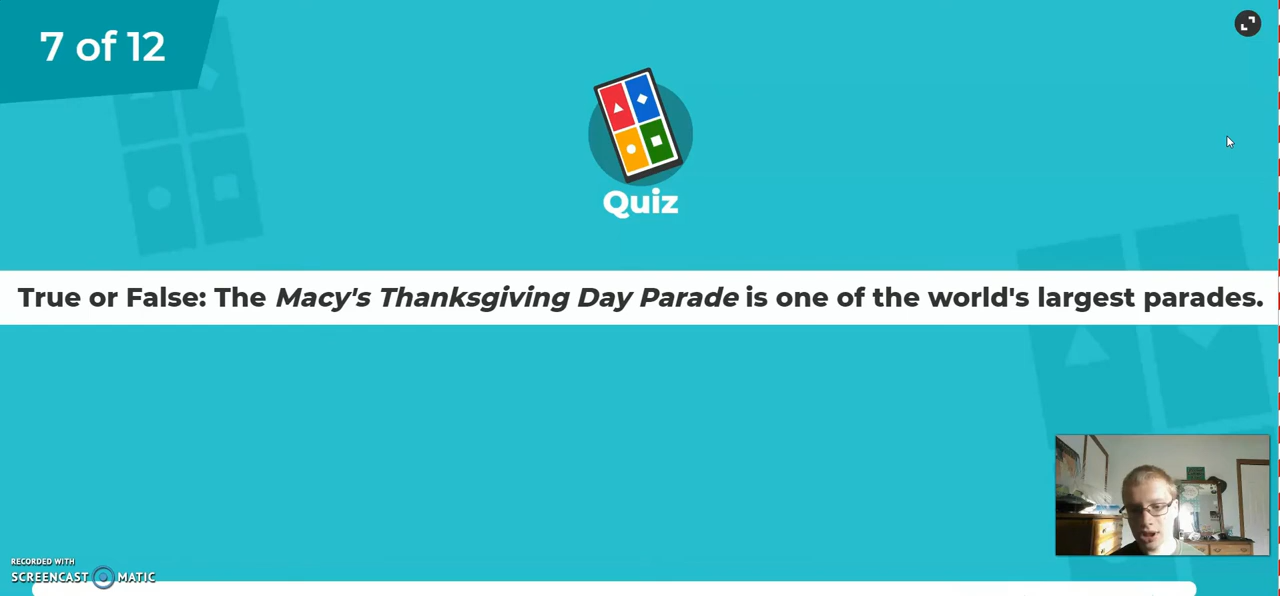 7 of 12
Quiz
True or False: The Macy's Thanksgiving Day Parade is one of the world's largest parades.
RECORDED WITH
SCREENCAST MATIC